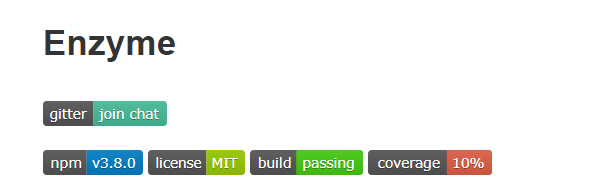 Enzyme
gitter join chat
npm v3.8.0 license MIT build passing coverage 10%